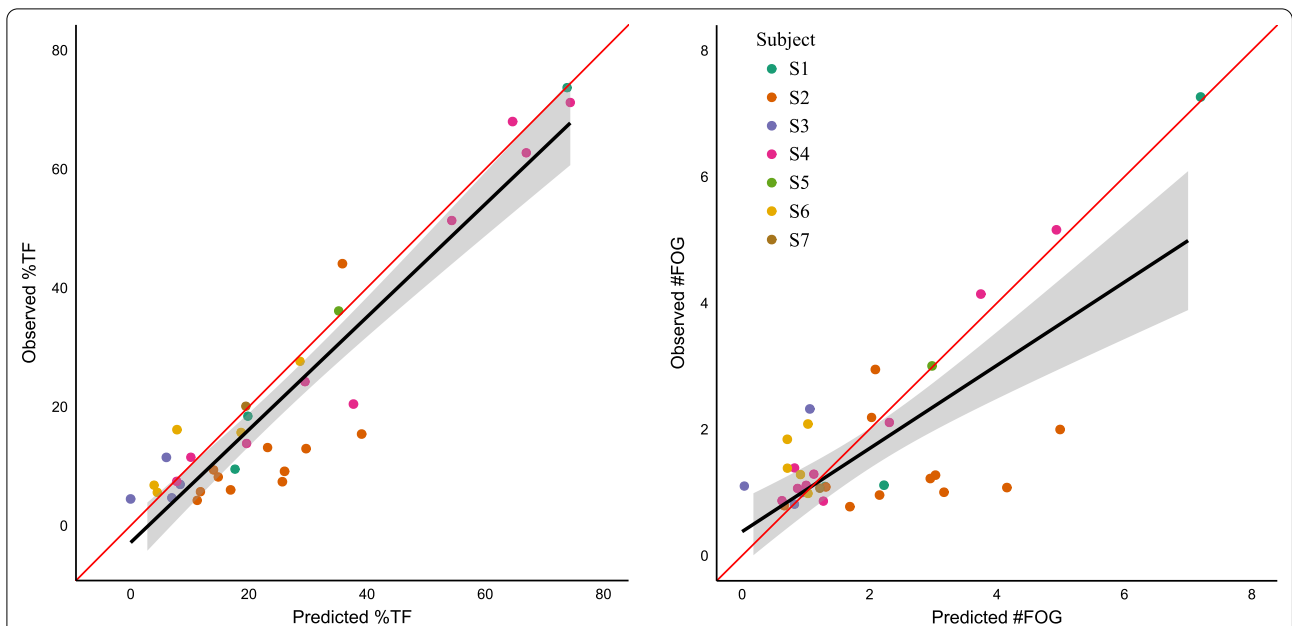 80
60
40
20
0
Observed %TF
0 20 40 60 80
Predicted %TF
Subject
S1
S2
S3
S4
S5
S6
S7
8
6
4
2
0
Observed #FOG
0 2 4 6 8
Predicted #FOG